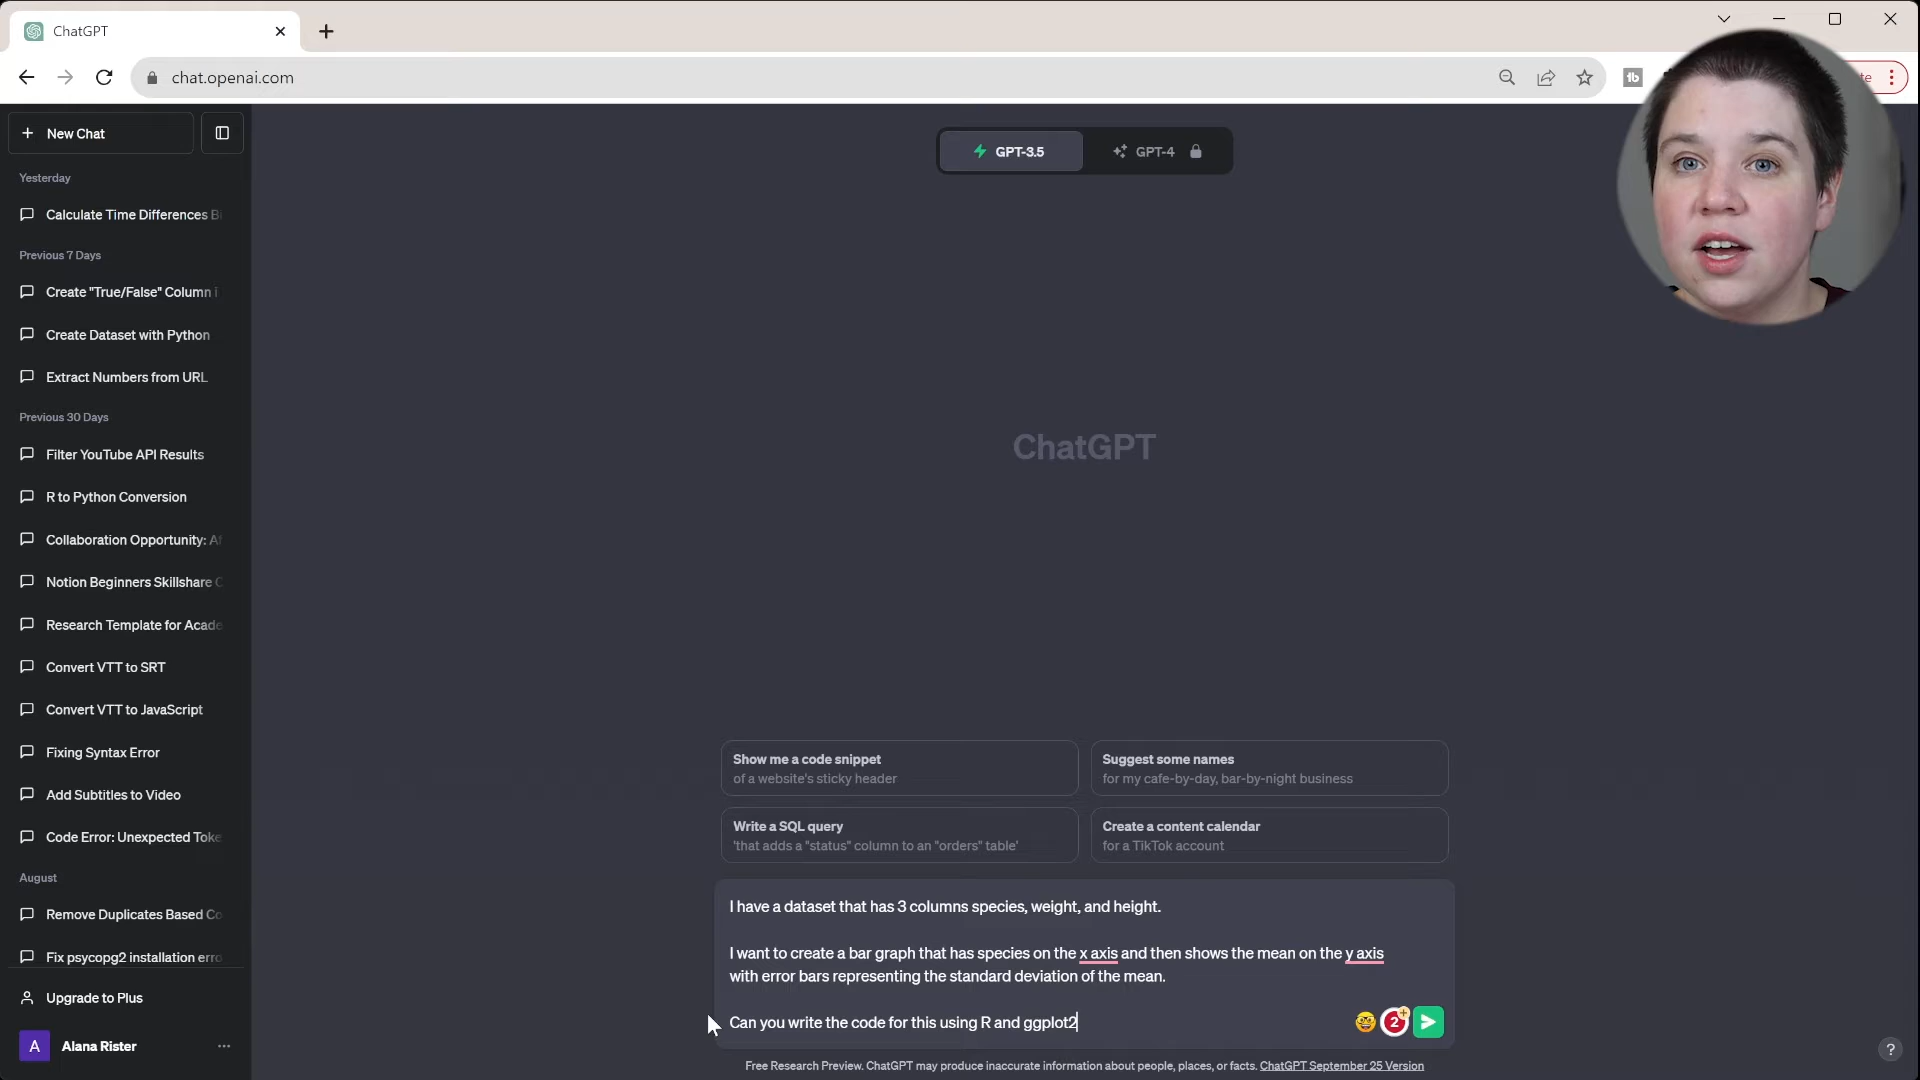 ChatGPT
chat.openai.com
te
New Chat
Yesterday
Calculate Time Differences B
Previous 7 Days
Create "True/False" Column i
Create Dataset with Python
Extract Numbers from URL
Previous 30 Days
Filter YouTube API Results
R to Python Conversion
Collaboration Opportunity: Af
Notion Beginners Skillshare C
Research Template for Acade
Convert VTT to SRT
Convert VTT to JavaScript
Fixing Syntax Error
Add Subtitles to Video
Code Error: Unexpected Toke
August
Remove Duplicates Based Co
Fix psycopg2 installation erro
Upgrade to Plus
A Alana Rister
GPT-3.5
GPT-4
ChatGPT
Show me a code snippet
of a website's sticky header
Suggest some names
for my cafe-by-day, bar-by-night business
Write a SQL query
'that adds a "status" column to an "orders" table'
Create a content calendar
for a TikTok account
I have a dataset that has 3 columns species, weight, and height.
I want to create a bar graph that has species on the x axis and then shows the mean on the y axis
with error bars representing the standard deviation of the mean.
Can you write the code for this using R and ggplot2
2
Free Research Preview. ChatGPT may produce inaccurate information about people, places, or facts. ChatGPT September 25 Version
?